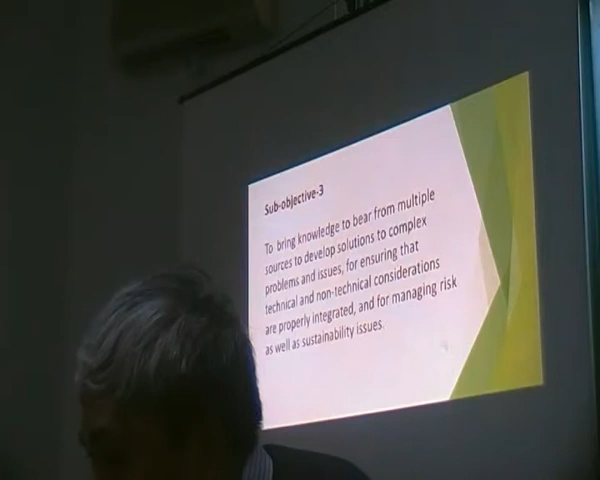 Sub-objective-3
To bring knowledge to bear from multiple
sources to develop solutions to complex
problems and issues, for ensuring that
technical and non-technical considerations
are properly integrated, and for managing risk
as well as sustainability issues.